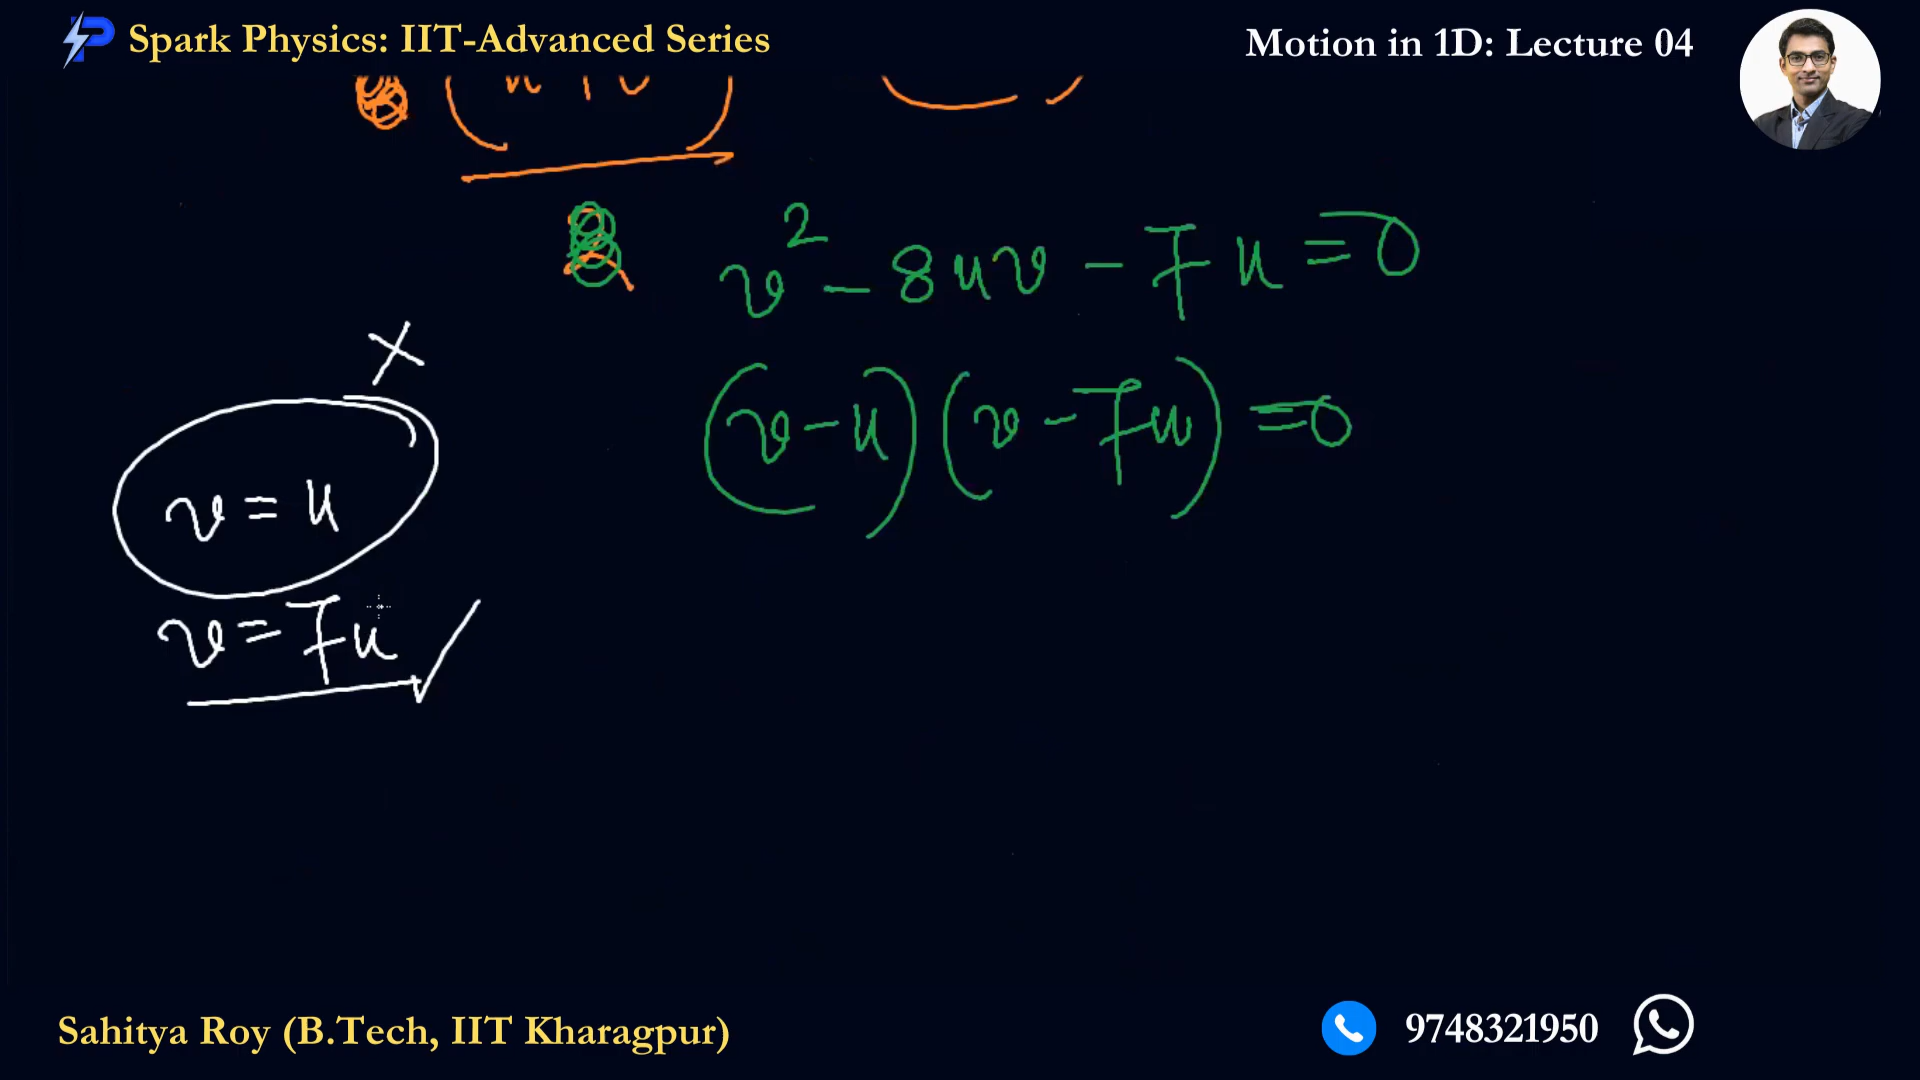 Spark Physics: IIT-Advanced Series
Motion in 1D: Lecture 04
v² - 8uv - 7u = 0
(v - u)(v - 7u) = 0
v = u
v = 7u ✓
Sahitya Roy (B.Tech, IIT Kharagpur)
9748321950